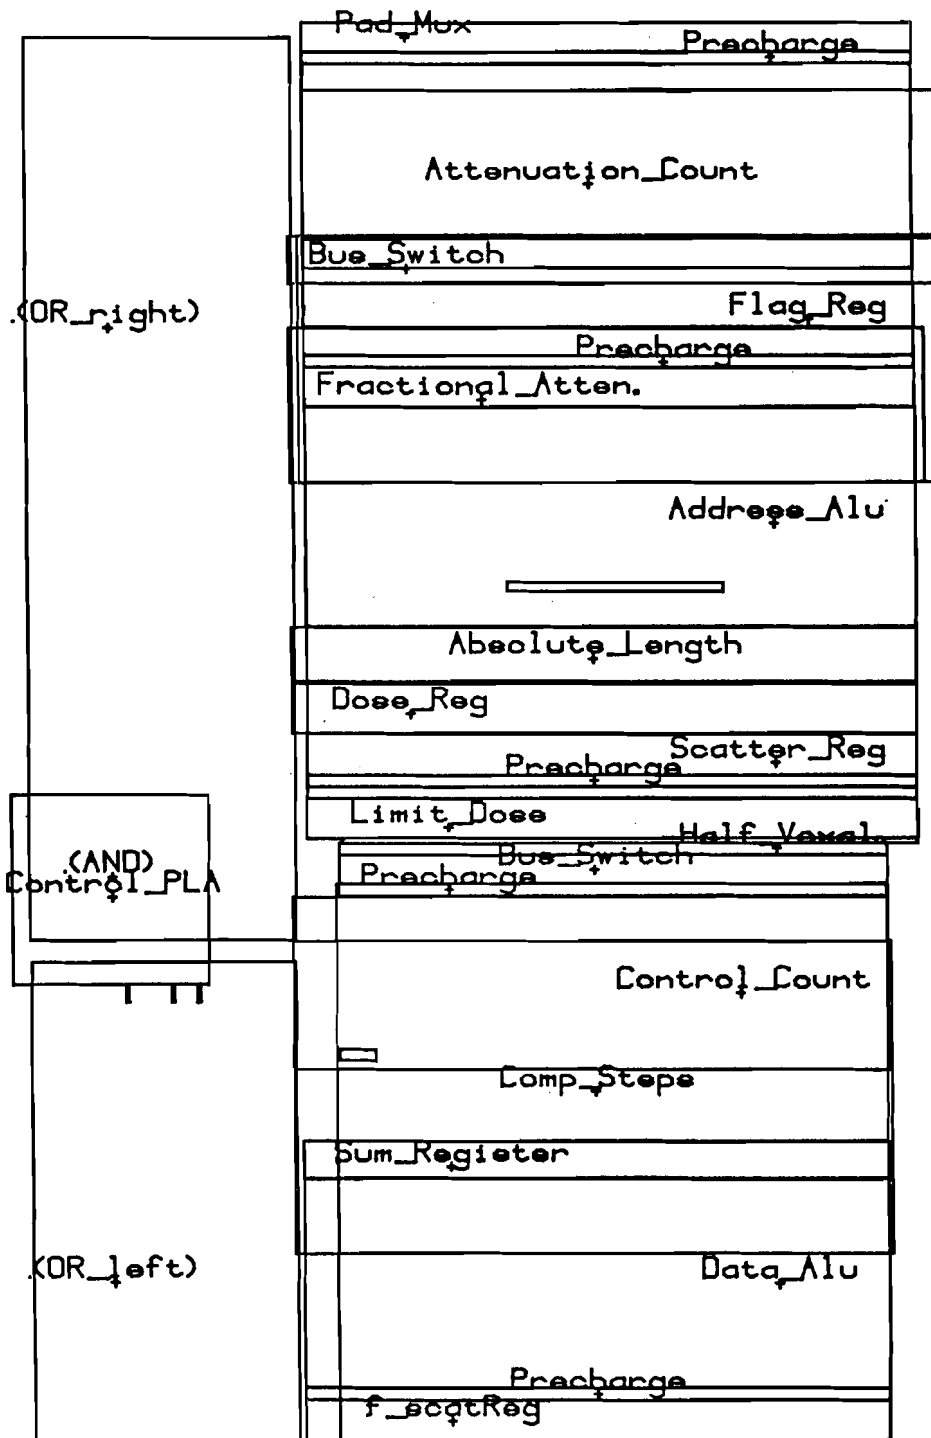 Pad_Mux
Precharge
Attenuation_Count
Bus_Switch
(OR_right)
Flag_Reg
Precharge
Fractional_Atten.
Address_Alu
Absolute_Length
Dose_Reg
Scatter_Reg
Precharge
Limit_Dose
Half_Voxel.
Bus_Switch
(AND)
Precharge
Control_PLA
Control_Count
Comp_Steps
Sum_Register
(OR_left)
Data_Alu
Precharge
f_scatReg